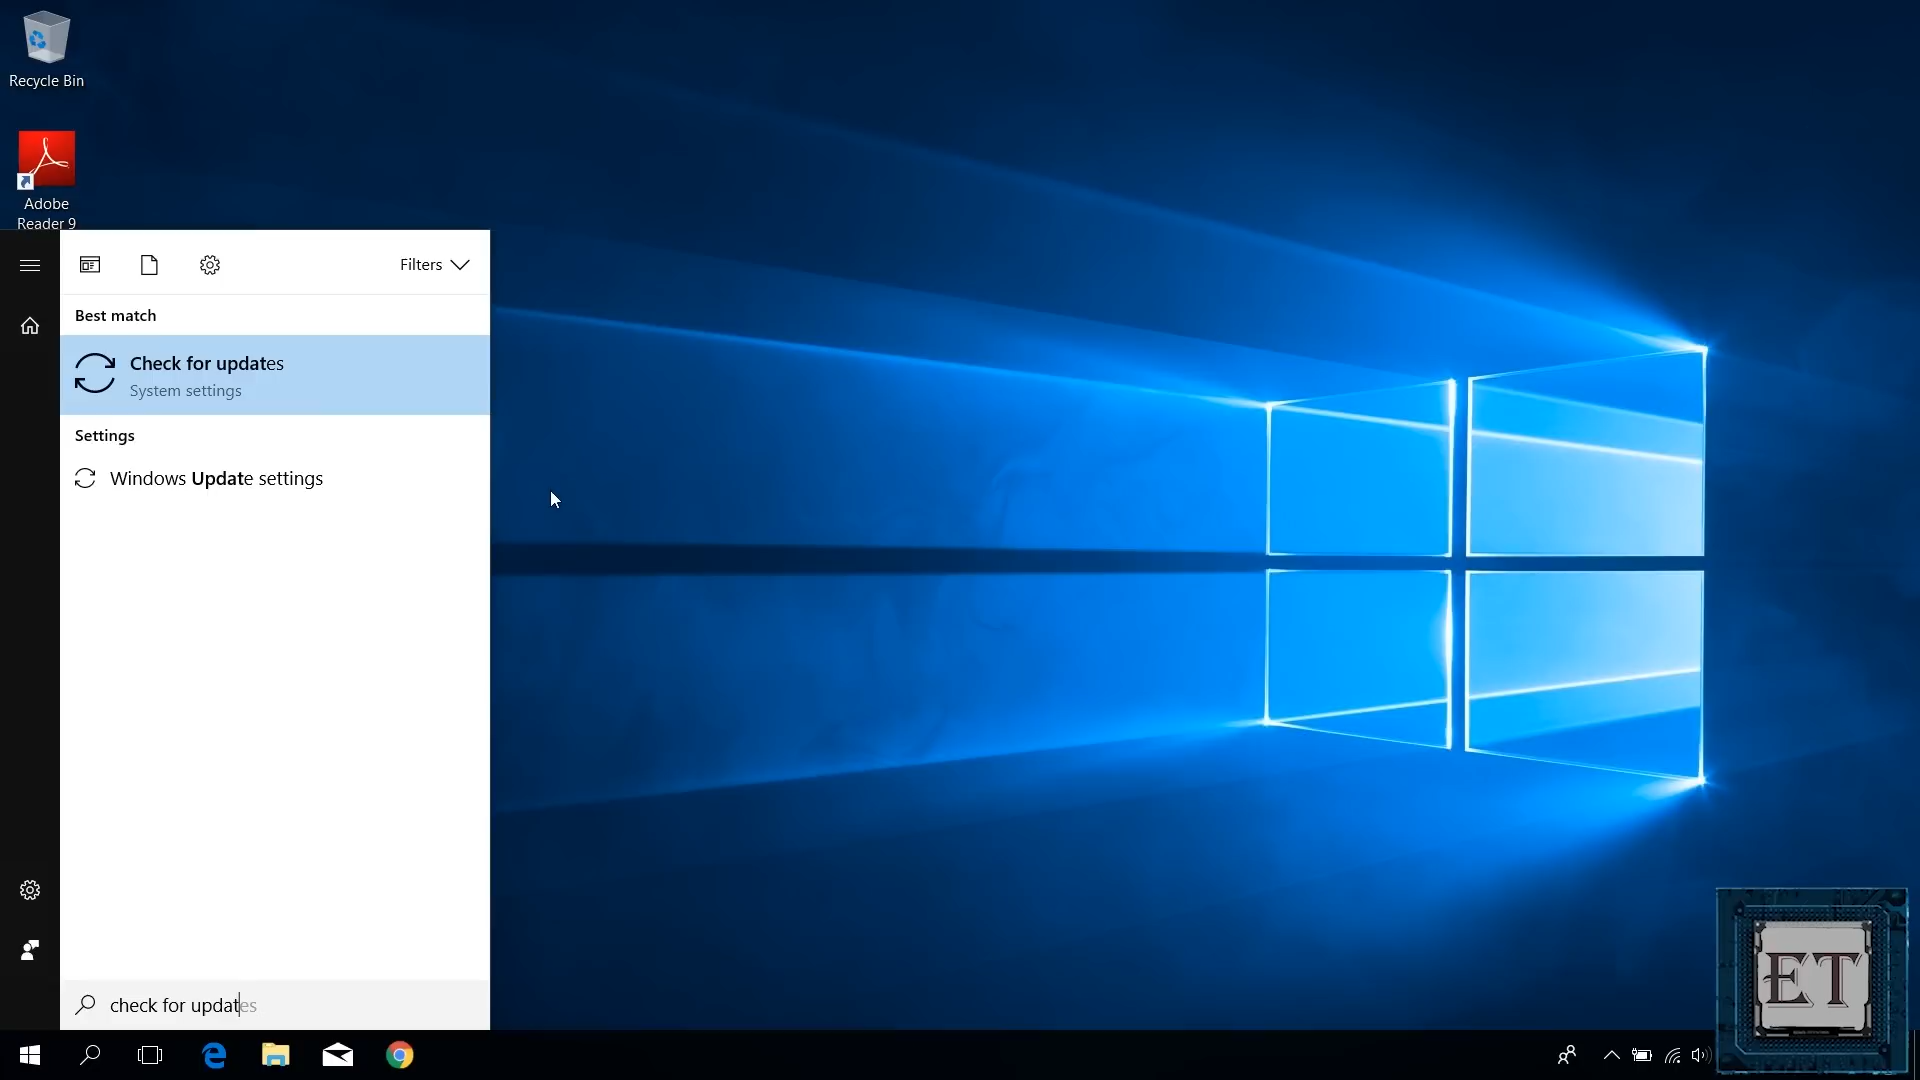 Recycle Bin
Adobe
Reader 9
Filters
Best match
Check for updates
System settings
Settings
Windows Update settings
check for updates
ET